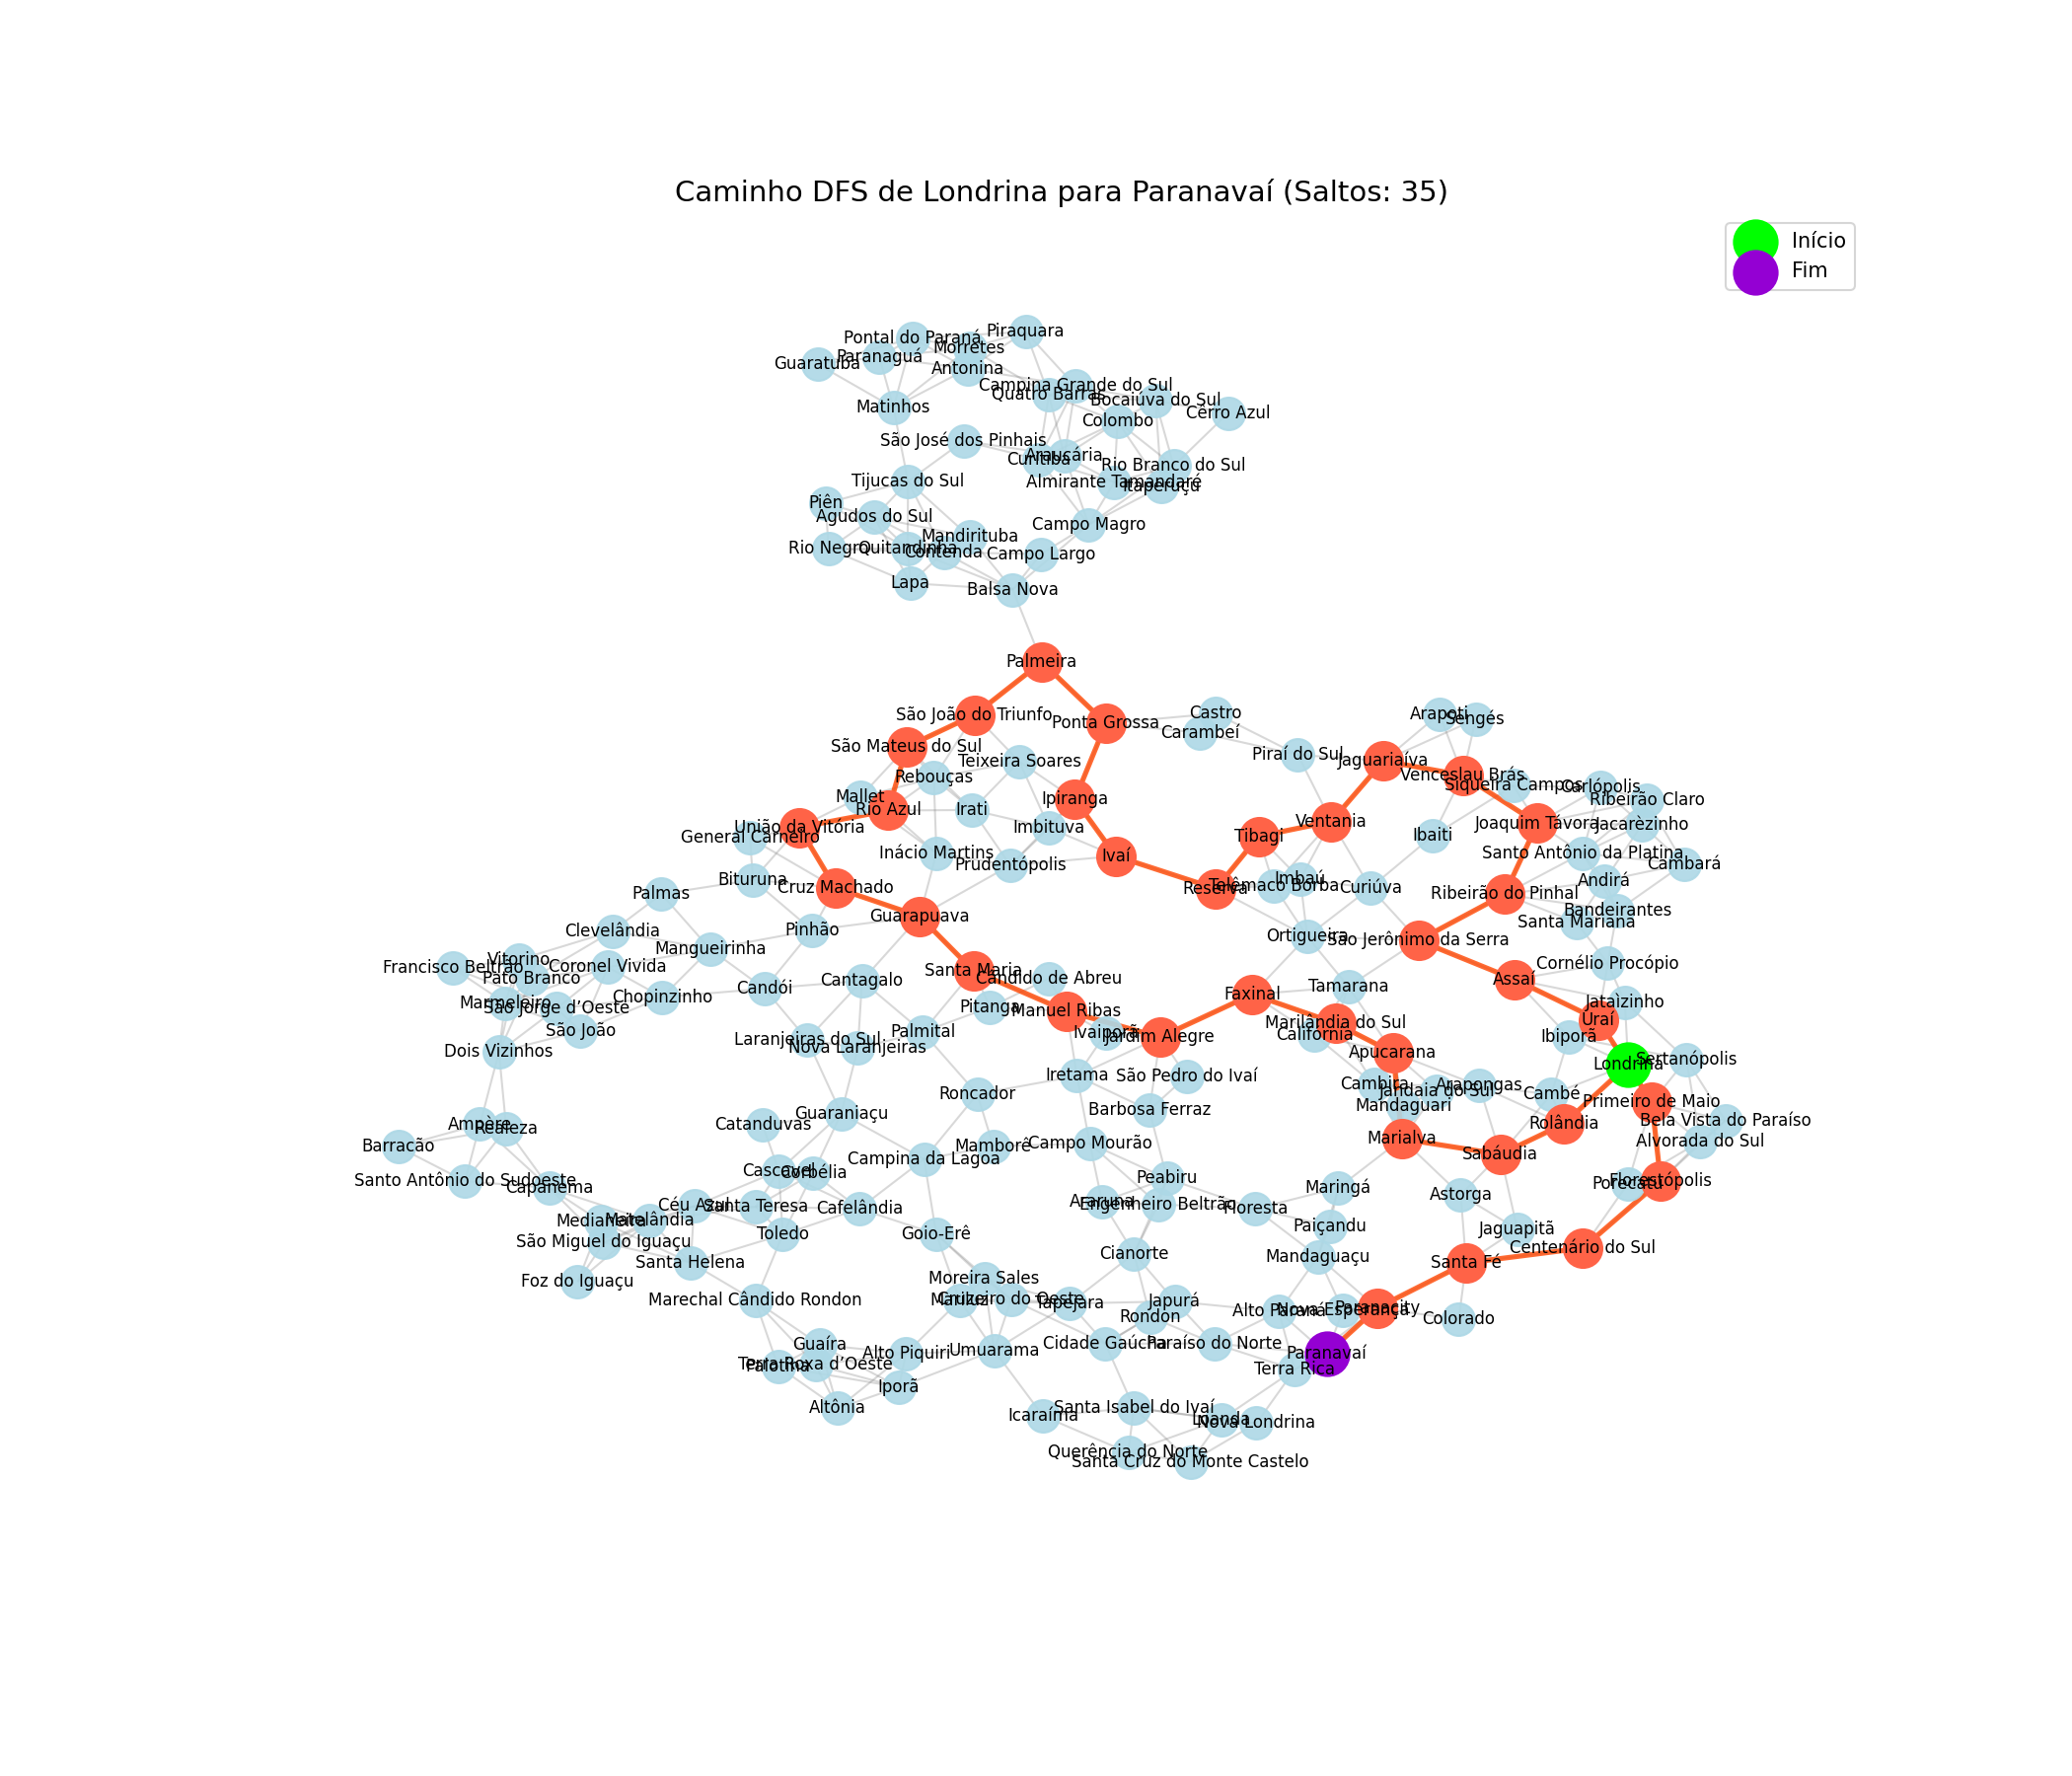 Caminho DFS de Londrina para Paranavaí (Saltos: 35)
Início
Fim
Piraquara
Pontal do Paraná
Morretes
Paranaguá
Guaratuba
Antonina
Campina Grande do Sul
Quatro Barras
Bocaiúva do Sul
Matinhos
Cerro Azul
Colombo
São José dos Pinhais
Araucária
Curitiba
Rio Branco do Sul
Tijucas do Sul
Almirante Tamandaré
Itaperuçu
Piên
Agudos do Sul
Campo Magro
Mandirituba
Rio Negro
Quitandinha
Contenda
Campo Largo
Lapa
Balsa Nova
Palmeira
São João do Triunfo
Ponta Grossa
Castro
Carambeí
Arapoti
Sengés
São Mateus do Sul
Teixeira Soares
Piraí do Sul
Jaguariaíva
Rebouças
Venceslau Brás
Siqueira Campos
Carlópolis
Mallet
Rio Azul
Irati
Ipiranga
Ribeirão Claro
União da Vitória
General Carneiro
Imbituva
Ventania
Tibagi
Ibaiti
Joaquim Távora
Jacarèzinho
Inácio Martins
Prudentópolis
Ivaí
Santo Antônio da Platina
Cambará
Bituruna
Cruz Machado
Reserva
Telêmaco Borba
Imbaú
Curiúva
Ribeirão do Pinhal
Andirá
Palmas
Guarapuava
Bandeirantes
Santa Mariana
Clevelândia
Pinhão
Mangueirinha
Ortigueira
São Jerônimo da Serra
Vitorino
Francisco Beltrão
Coronel Vivida
Pato Branco
Santa Maria
Cândido de Abreu
Cornélio Procópio
Cantagalo
Assaí
Tamarana
Candói
Chopinzinho
Faxinal
Marmeleiro
São Jorge d’Oeste
Pitanga
Manuel Ribas
Jataìzinho
Uraí
São João
Palmital
Ivaiporã
Jardim Alegre
Marilândia do Sul
Califórnia
Ibiporã
Laranjeiras do Sul
Nova Laranjeiras
Dois Vizinhos
Apucarana
Londrina
Sertanópolis
Iretama
São Pedro do Ivaí
Cambira
Jandaia do Sul
Arapongas
Cambé
Roncador
Mandaguari
Primeiro de Maio
Barbosa Ferraz
Guaraniaçu
Catanduvas
Bela Vista do Paraíso
Ampère
Realeza
Rolândia
Barracão
Mamborê
Campo Mourão
Marialva
Alvorada do Sul
Campina da Lagoa
Sabáudia
Cascavel
Corbélia
Santo Antônio do Sudoeste
Capanema
Peabiru
Maringá
Astorga
Porecatu
Florestópolis
Céu Azul
Santa Teresa
Cafelândia
Araruna
Engenheiro Beltrão
Floresta
Medianeira
Matelândia
Paiçandu
Jaguapitã
São Miguel do Iguaçu
Toledo
Goio-Erê
Cianorte
Mandaguaçu
Centenário do Sul
Santa Helena
Santa Fé
Foz do Iguaçu
Moreira Sales
Marechal Cândido Rondon
Mariluz
Cruzeiro do Oeste
Tapejara
Japurá
Alto Paraná
Nova Esperança
Paranacity
Rondon
Colorado
Guaíra
Alto Piquiri
Umuarama
Cidade Gaúcha
Paraíso do Norte
Paranavaí
Terra Roxa d’Oeste
Palotina
Terra Rica
Iporã
Altônia
Icaraíma
Santa Isabel do Ivaí
Loanda
Nova Londrina
Querência do Norte
Santa Cruz do Monte Castelo